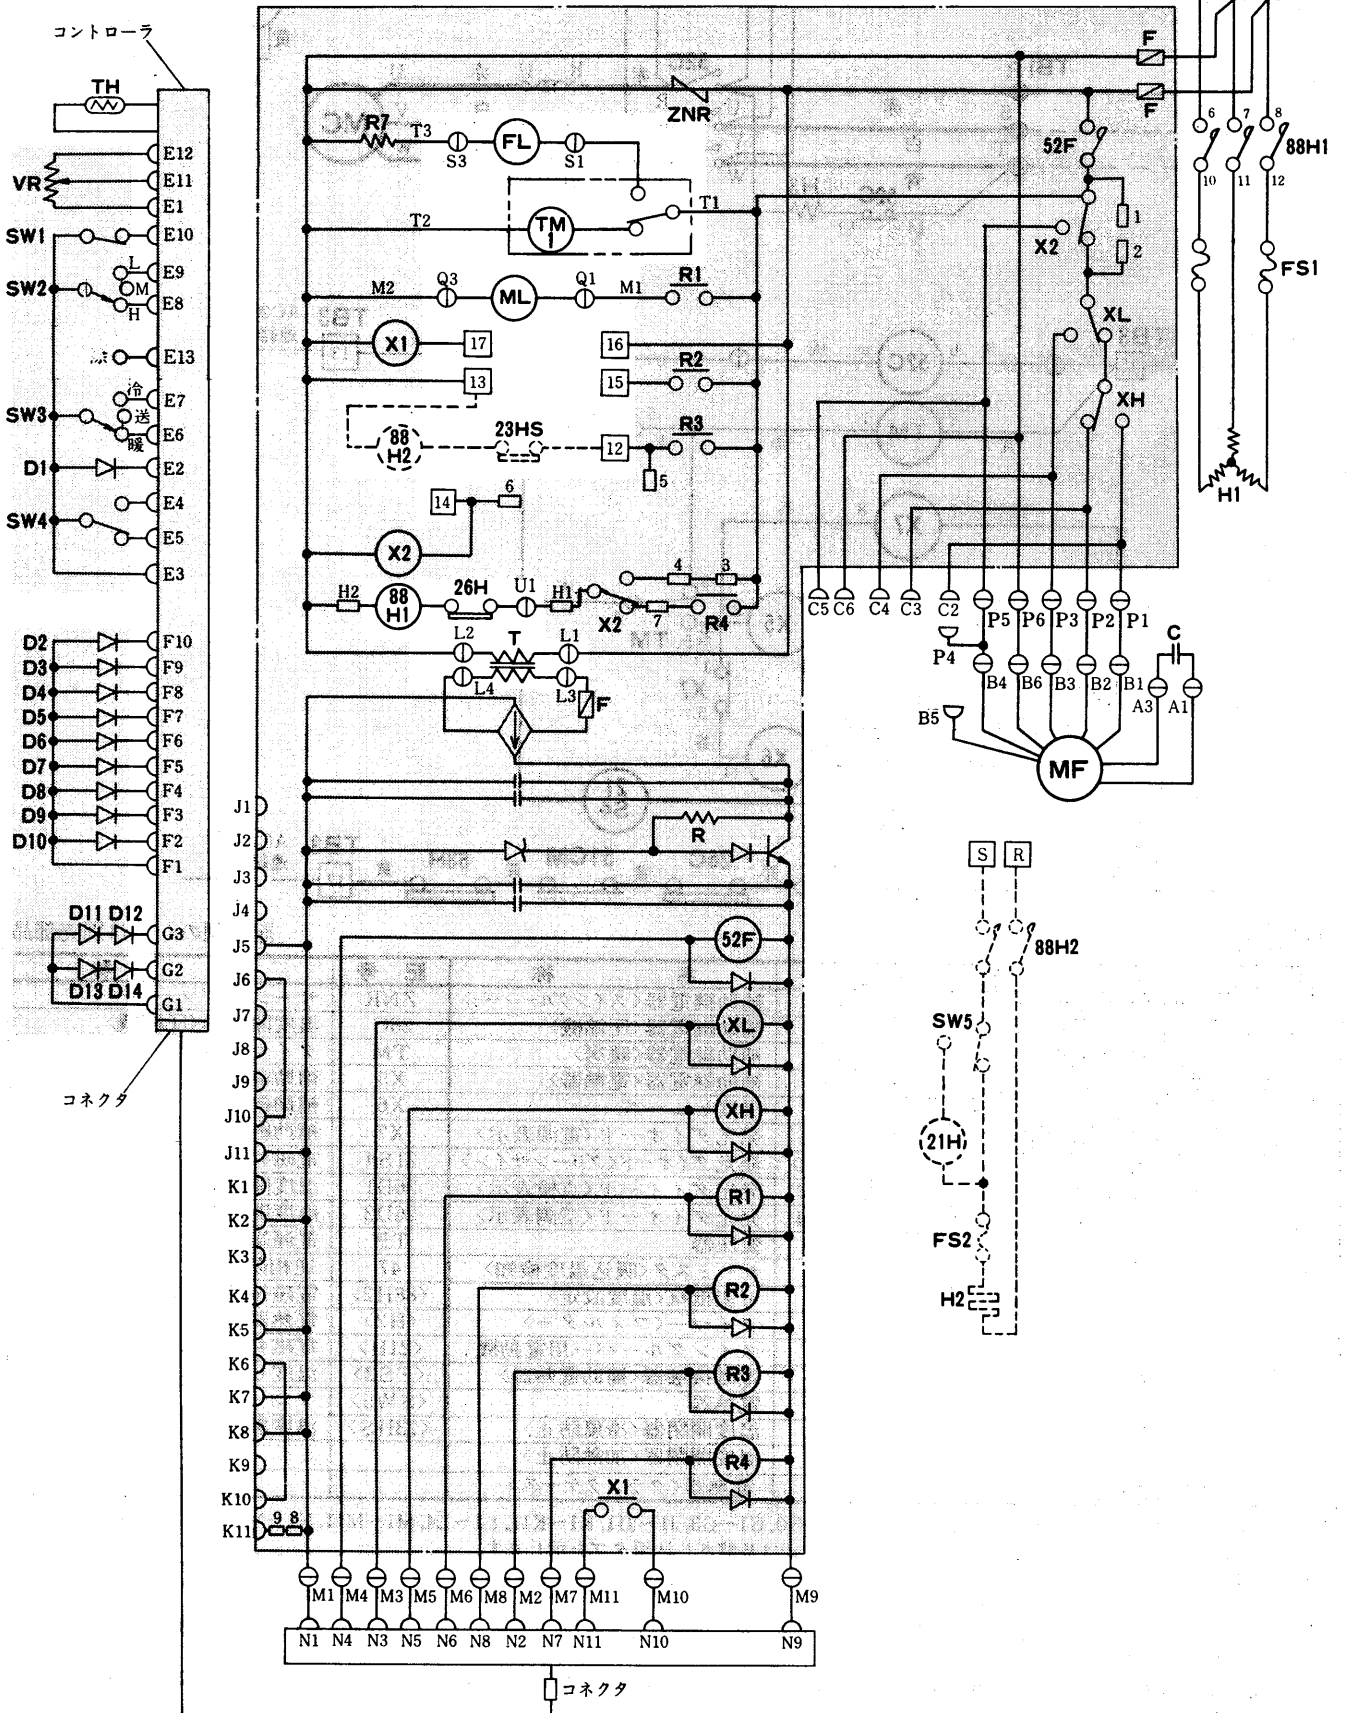 コントローラ
TH
VR
E12
E11
E1
SW1
E10
L
E9
SW2
M
H
E8
E13
冷
E7
SW3
送
暖
E6
D1
E2
E4
SW4
E5
E3
D2
F10
D3
F9
D4
F8
D5
F7
D6
F6
D7
F5
D8
F4
D9
F3
D10
F2
F1
D11 D12
G3
G2
D13 D14
G1
コネクタ
F
F
ZNR
R7
T3
S3
FL
S1
T2
TM
1
T1
M2
Q3
ML
Q1
M1
R1
X1
17
16
13
15
R2
88
H2
23HS
12
R3
5
14
6
X2
H2
88
H1
26H
U1
H1
X2
4
3
7
R4
L2
T
L1
L4
L3
F
R
52F
X2
1
2
XL
XH
C5
C6
C4
C3
C2
P5
P6
P3
P2
P1
P4
B4
B6
B3
B2
B1
B5
C
A3
A1
MF
6
7
8
88H1
10
11
12
FS1
H1
S
R
88H2
SW5
21H
FS2
H2
J1
J2
J3
J4
J5
J6
J7
J8
J9
J10
J11
K1
K2
K3
K4
K5
K6
K7
K8
K9
K10
K11
9
8
52F
XL
XH
R1
R2
R3
R4
X1
M1
M4
M3
M5
M6
M8
M2
M7
M11
M10
M9
N1
N4
N3
N5
N6
N8
N2
N7
N11
N10
N9
コネクタ